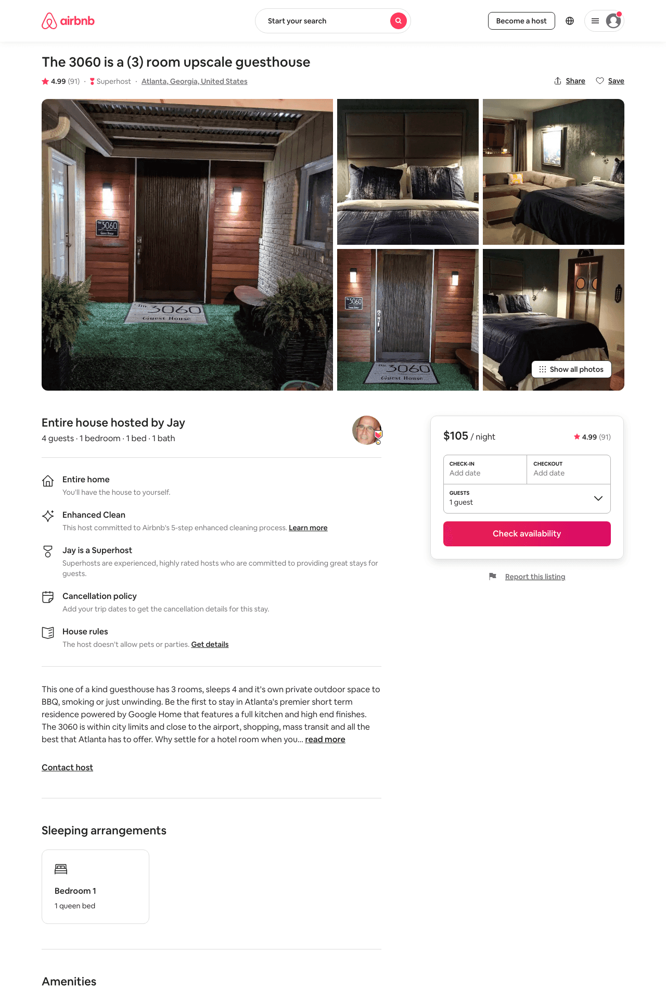 airbnb
Start your search
Become a host
The 3060 is a (3) room upscale guesthouse
4.99 (91) · Superhost · Atlanta, Georgia, United States
Share
Save
The 3060
Guest House
The 3060
Guest House
The 3060
Guest House
The 3060
Guest House
Show all photos
Entire house hosted by Jay
4 guests · 1 bedroom · 1 bed · 1 bath
$105 / night
4.99 (91)
CHECK-IN
Add date
CHECKOUT
Add date
GUESTS
1 guest
Check availability
Report this listing
Entire home
You’ll have the house to yourself.
Enhanced Clean
This host committed to Airbnb's 5-step enhanced cleaning process. Learn more
Jay is a Superhost
Superhosts are experienced, highly rated hosts who are committed to providing great stays for
guests.
Cancellation policy
Add your trip dates to get the cancellation details for this stay.
House rules
The host doesn’t allow pets or parties. Get details
This one of a kind guesthouse has 3 rooms, sleeps 4 and it's own private outdoor space to
BBQ, smoking or just unwinding. Be the first to stay in Atlanta's premier short term
residence powered by Google Home that features a full kitchen and high end finishes.
The 3060 is within city limits and close to the airport, shopping, mass transit and all the
best that Atlanta has to offer. Why settle for a hotel room when you… read more
Contact host
Sleeping arrangements
Bedroom 1
1 queen bed
Amenities